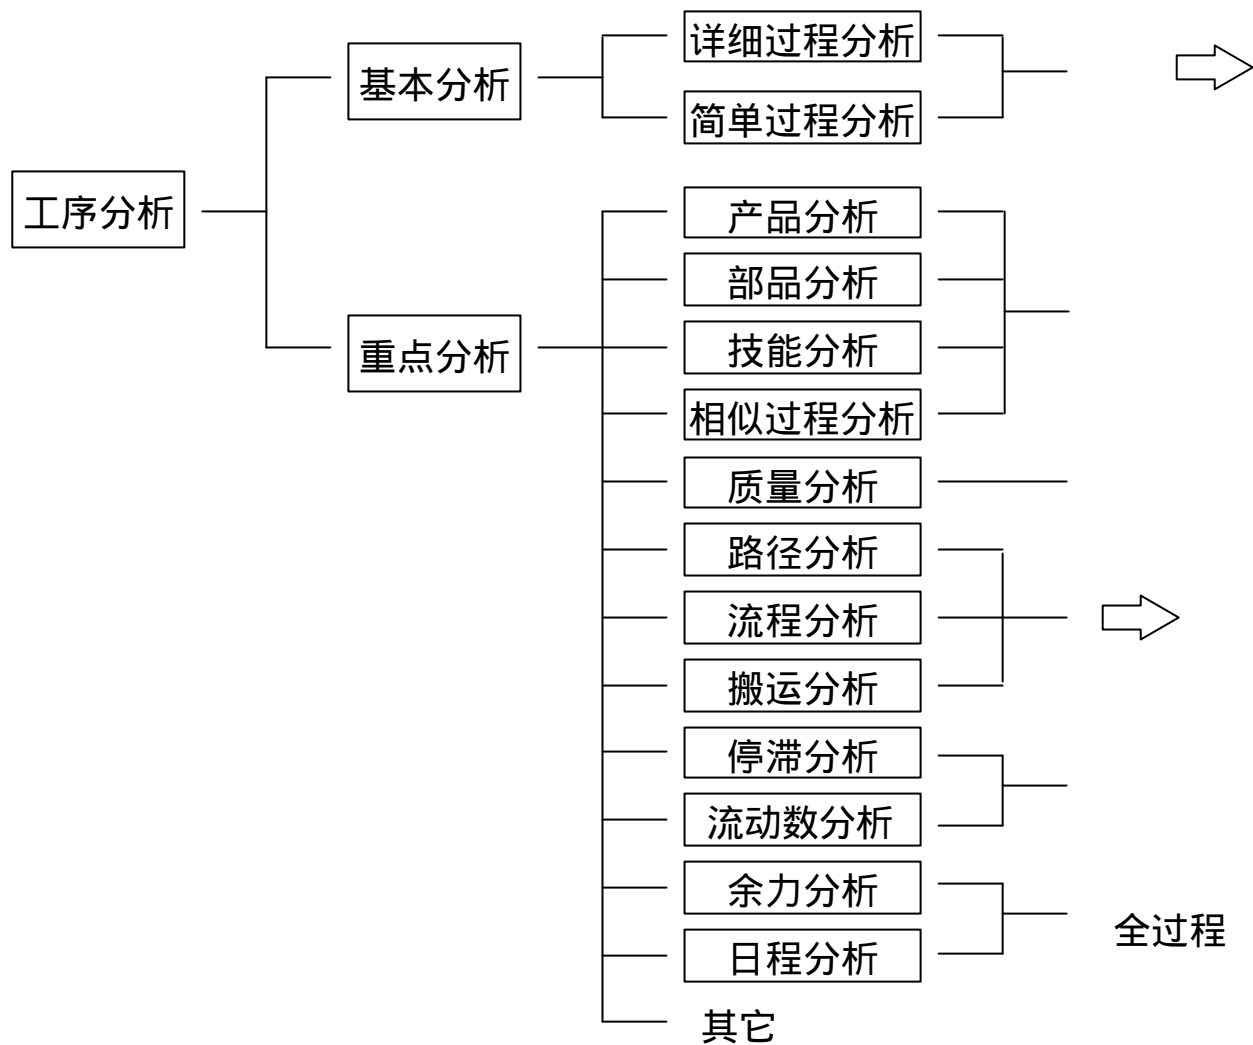 详细过程分析
基本分析
简单过程分析
工序分析
产品分析
部品分析
重点分析
技能分析
相似过程分析
质量分析
路径分析
流程分析
搬运分析
停滞分析
流动数分析
余力分析
全过程
日程分析
其它